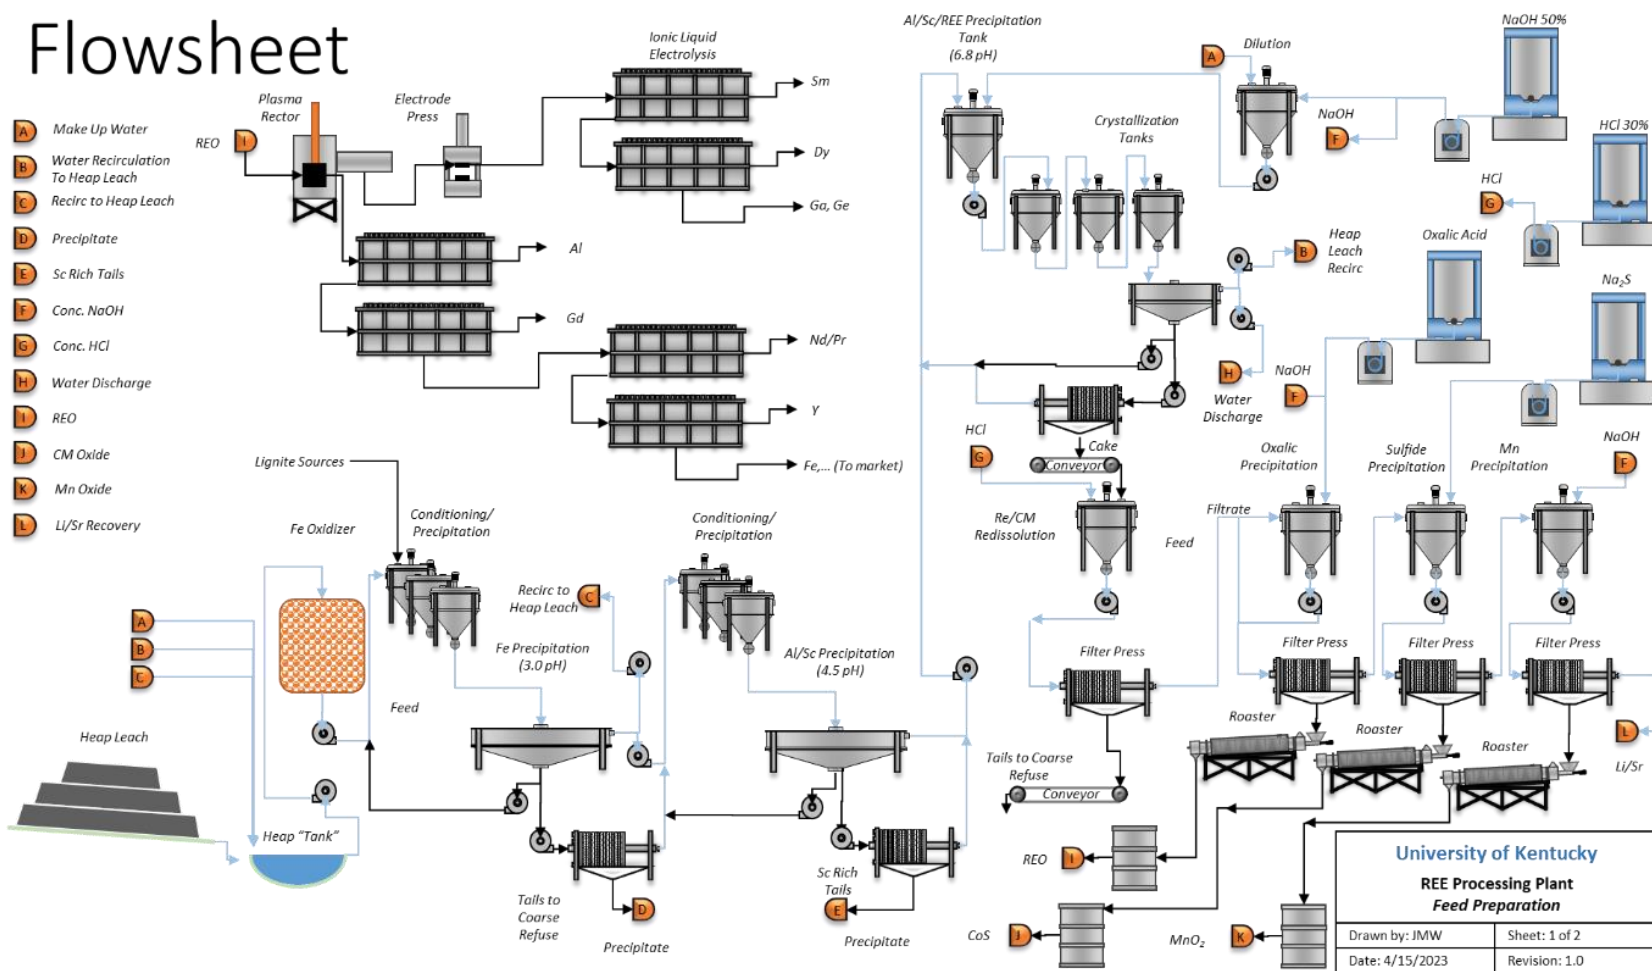 Flowsheet
A Make Up Water
B Water Recirculation
To Heap Leach
C Recirc to Heap Leach
D Precipitate
E Sc Rich Tails
F Conc. NaOH
G Conc. HCl
H Water Discharge
I REO
J CM Oxide
K Mn Oxide
L Li/Sr Recovery
REO
I
Plasma
Rector
Electrode
Press
Ionic Liquid
Electrolysis
Sm
Dy
Ga, Ge
Al
Gd
Nd/Pr
Y
Fe,... (To market)
Lignite Sources
Fe Oxidizer
Conditioning/
Precipitation
Conditioning/
Precipitation
Recirc to
Heap Leach
C
Fe Precipitation
(3.0 pH)
Al/Sc Precipitation
(4.5 pH)
A
B
C
Feed
Heap Leach
Heap "Tank"
Tails to
Coarse
Refuse
D
Precipitate
Sc Rich
Tails
E
Precipitate
Al/Sc/REE Precipitation
Tank
(6.8 pH)
A
Dilution
NaOH
F
NaOH 50%
HCl 30%
HCl
G
Crystallization
Tanks
B
Heap
Leach
Recirc
Oxalic Acid
Na₂S
H
Water
Discharge
NaOH
F
HCl
G
Cake
Conveyor
Oxalic
Precipitation
Sulfide
Precipitation
Mn
Precipitation
NaOH
F
Re/CM
Redissolution
Feed
Filtrate
Filter Press
Filter Press
Filter Press
Filter Press
Roaster
Roaster
Roaster
L
Li/Sr
Tails to Coarse
Refuse
Conveyor
REO
I
CoS
J
MnO₂
K
University of Kentucky
REE Processing Plant
Feed Preparation
Drawn by: JMW
Sheet: 1 of 2
Date: 4/15/2023
Revision: 1.0